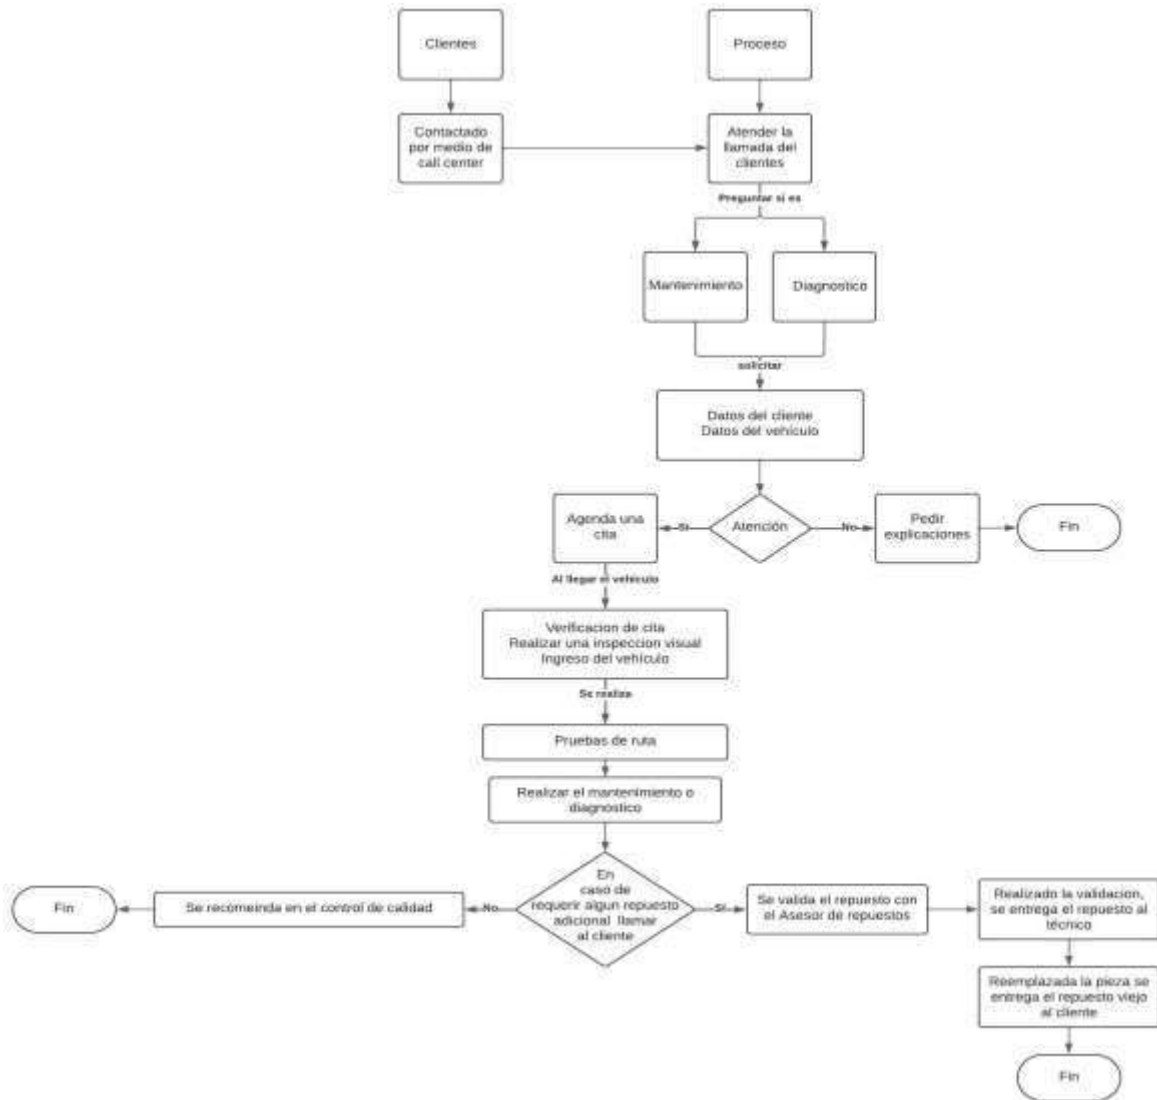 Clientes
Proceso
Contactado
por medio de
call center
Atender la
llamada del
clientes
Preguntar si es
Mantenimiento
Diagnostico
solicitar
Datos del cliente
Datos del vehículo
Agenda una
cita
Si
Atención
No
Pedir
explicaciones
Fin
Al llegar el vehículo
Verificacion de cita
Realizar una inspeccion visual
Ingreso del vehículo
Se realiza
Pruebas de ruta
Realizar el mantenimiento o
diagnostico
Fin
Se recomeinda en el control de calidad
No
En
caso de
requerir algun repuesto
adicional llamar
al cliente
SI
Se valida el repuesto con
el Asesor de repuestos
Realizado la validacion,
se entrega el repuesto al
técnico
Reemplazada la pieza se
entrega el repuesto viejo
al cliente
Fin